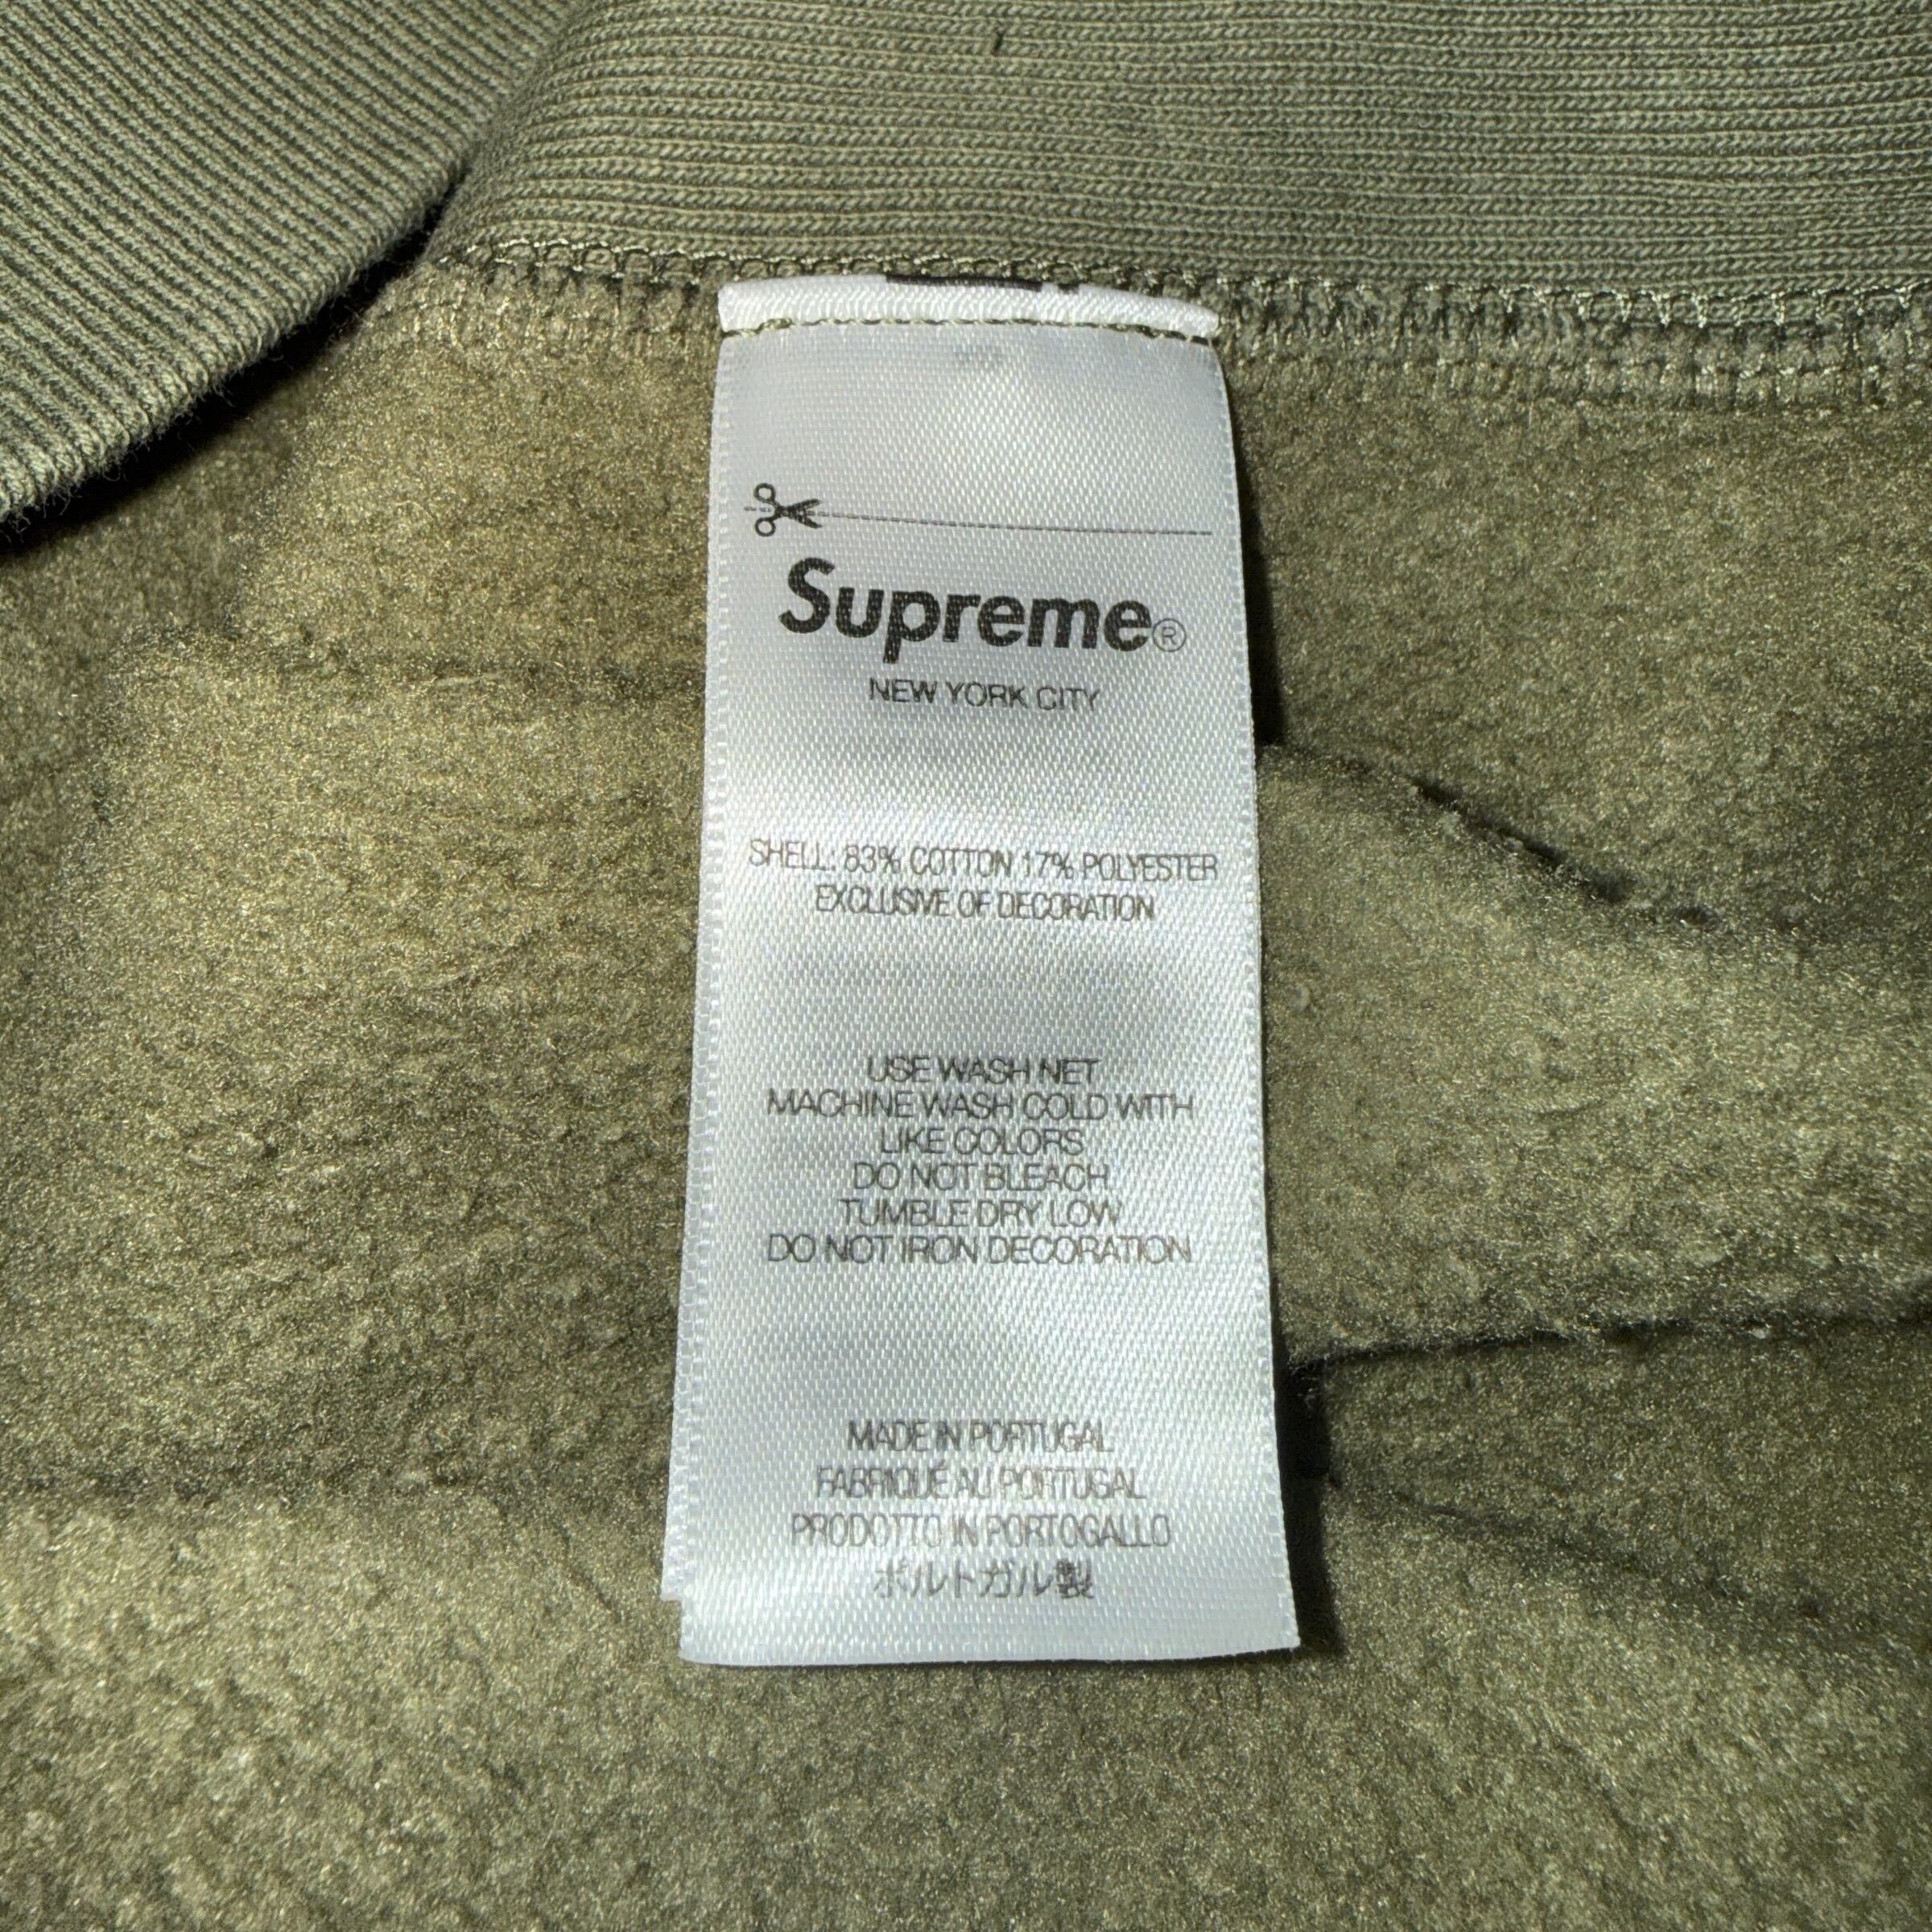 Supreme®
NEW YORK CITY
SHELL: 83% COTTON 17% POLYESTER
EXCLUSIVE OF DECORATION
USE WASH NET
MACHINE WASH COLD WITH
LIKE COLORS
DO NOT BLEACH
TUMBLE DRY LOW
DO NOT IRON DECORATION
MADE IN PORTUGAL
FABRIQUÉ AU PORTUGAL
PRODOTTO IN PORTOGALLO
ポルトガル製